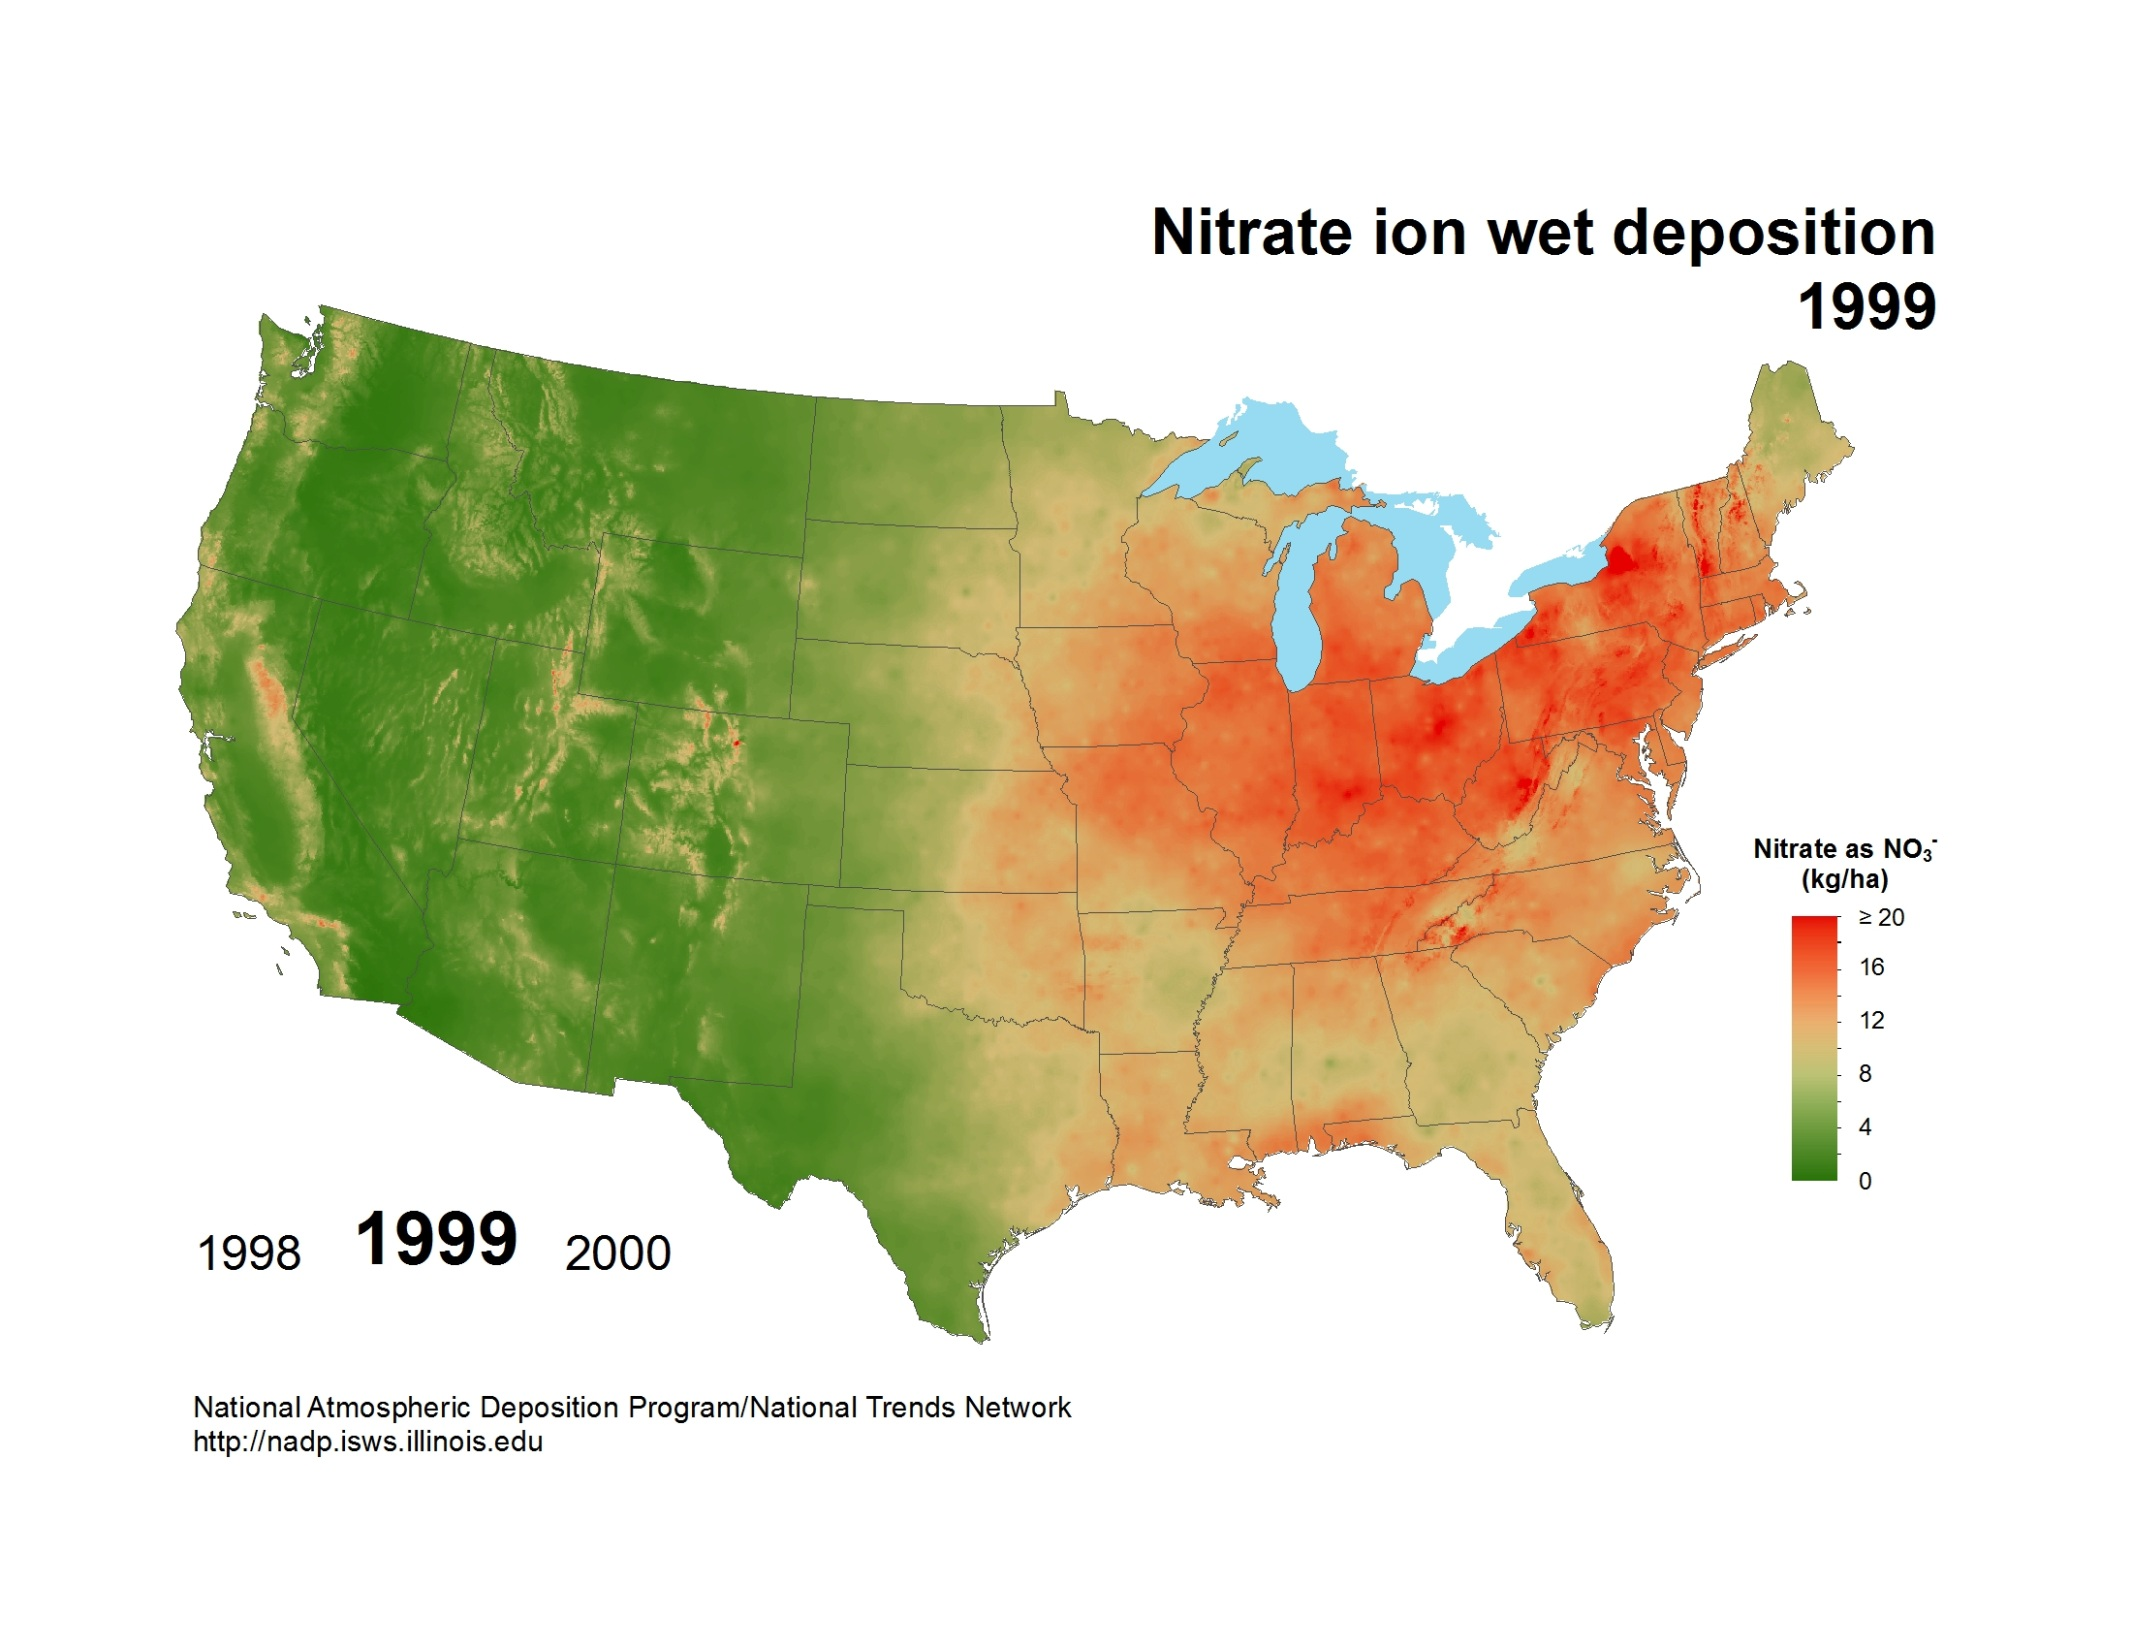 Nitrate ion wet deposition
1999
Nitrate as NO₃⁻
(kg/ha)
≥ 20
16
12
8
4
0
1998 1999 2000
National Atmospheric Deposition Program/National Trends Network
http://nadp.isws.illinois.edu